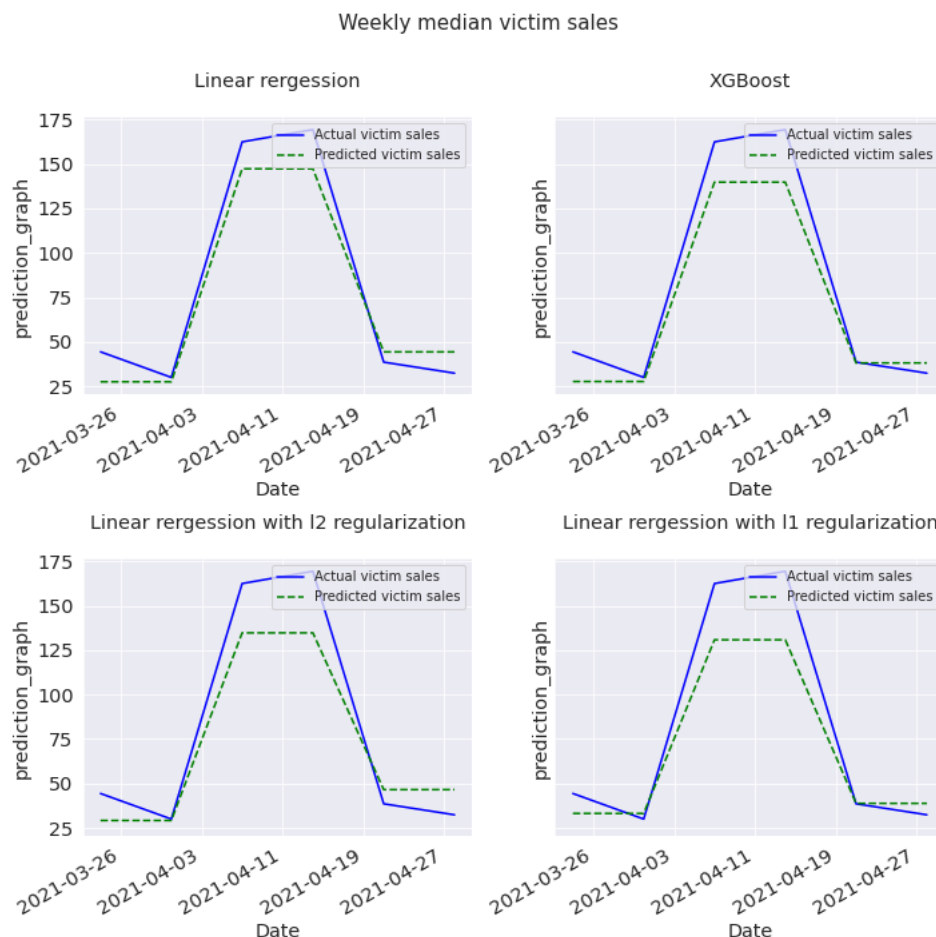 Weekly median victim sales
Linear rergession
prediction_graph
175
150
125
100
75
50
25
Actual victim sales
Predicted victim sales
2021-03-26
2021-04-03
2021-04-11
2021-04-19
2021-04-27
Date
XGBoost
prediction_graph
Actual victim sales
Predicted victim sales
2021-03-26
2021-04-03
2021-04-11
2021-04-19
2021-04-27
Date
Linear rergession with l2 regularization
prediction_graph
175
150
125
100
75
50
25
Actual victim sales
Predicted victim sales
2021-03-26
2021-04-03
2021-04-11
2021-04-19
2021-04-27
Date
Linear rergession with l1 regularization
prediction_graph
Actual victim sales
Predicted victim sales
2021-03-26
2021-04-03
2021-04-11
2021-04-19
2021-04-27
Date